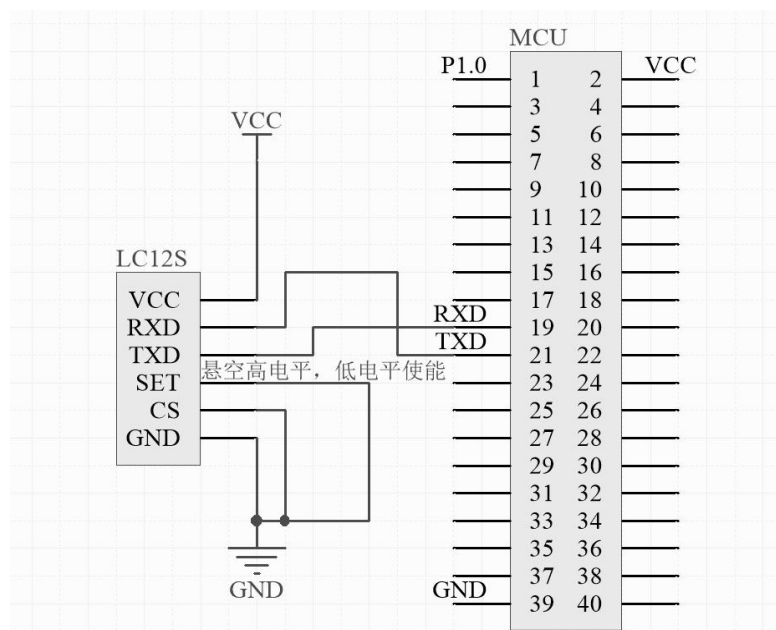 MCU
P1.0 1 2 VCC
3 4
VCC
5 6
7 8
9 10
11 12
13 14
LC12S
15 16
VCC
17 18
RXD
RXD 19 20
TXD
TXD 21 22
悬空高电平，低电平使能
SET
23 24
CS
25 26
GND
27 28
29 30
31 32
33 34
35 36
37 38
GND
GND 39 40